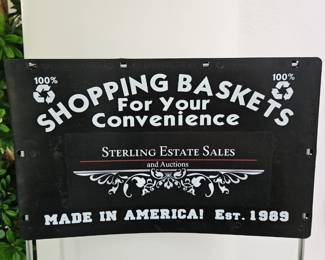 100%
100%
SHOPPING BASKETS
For Your
Convenience
STERLING ESTATE SALES
and Auctions
MADE IN AMERICA! EST. 1989